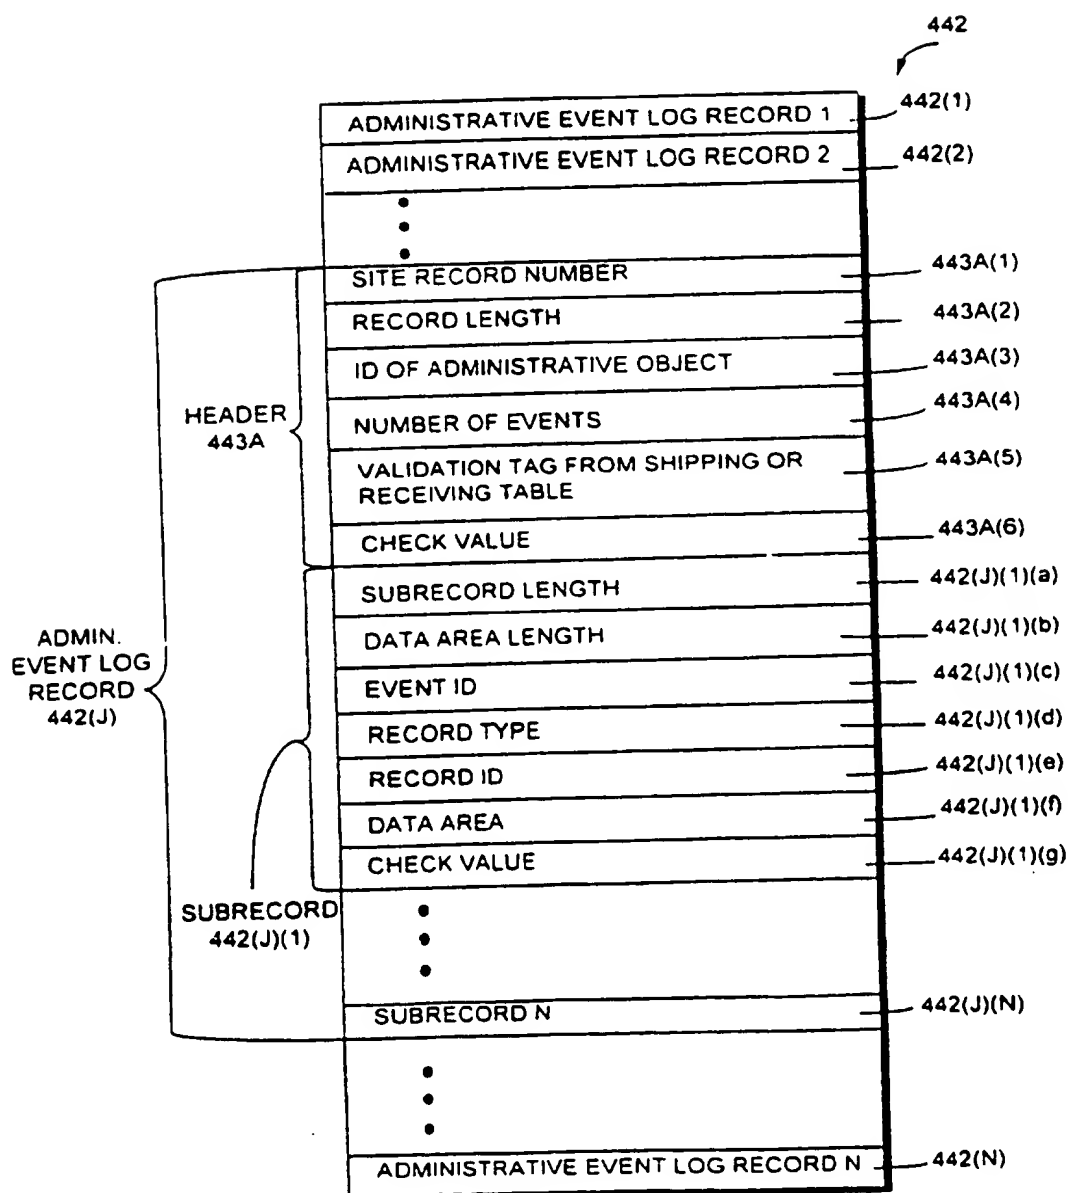 442
ADMINISTRATIVE EVENT LOG RECORD 1
442(1)
ADMINISTRATIVE EVENT LOG RECORD 2
442(2)
SITE RECORD NUMBER
443A(1)
RECORD LENGTH
443A(2)
ID OF ADMINISTRATIVE OBJECT
443A(3)
HEADER
443A
NUMBER OF EVENTS
443A(4)
VALIDATION TAG FROM SHIPPING OR
RECEIVING TABLE
443A(5)
CHECK VALUE
443A(6)
SUBRECORD LENGTH
442(J)(1)(a)
DATA AREA LENGTH
442(J)(1)(b)
ADMIN.
EVENT LOG
RECORD
442(J)
EVENT ID
442(J)(1)(c)
RECORD TYPE
442(J)(1)(d)
RECORD ID
442(J)(1)(e)
DATA AREA
442(J)(1)(f)
CHECK VALUE
442(J)(1)(g)
SUBRECORD
442(J)(1)
SUBRECORD N
442(J)(N)
ADMINISTRATIVE EVENT LOG RECORD N
442(N)